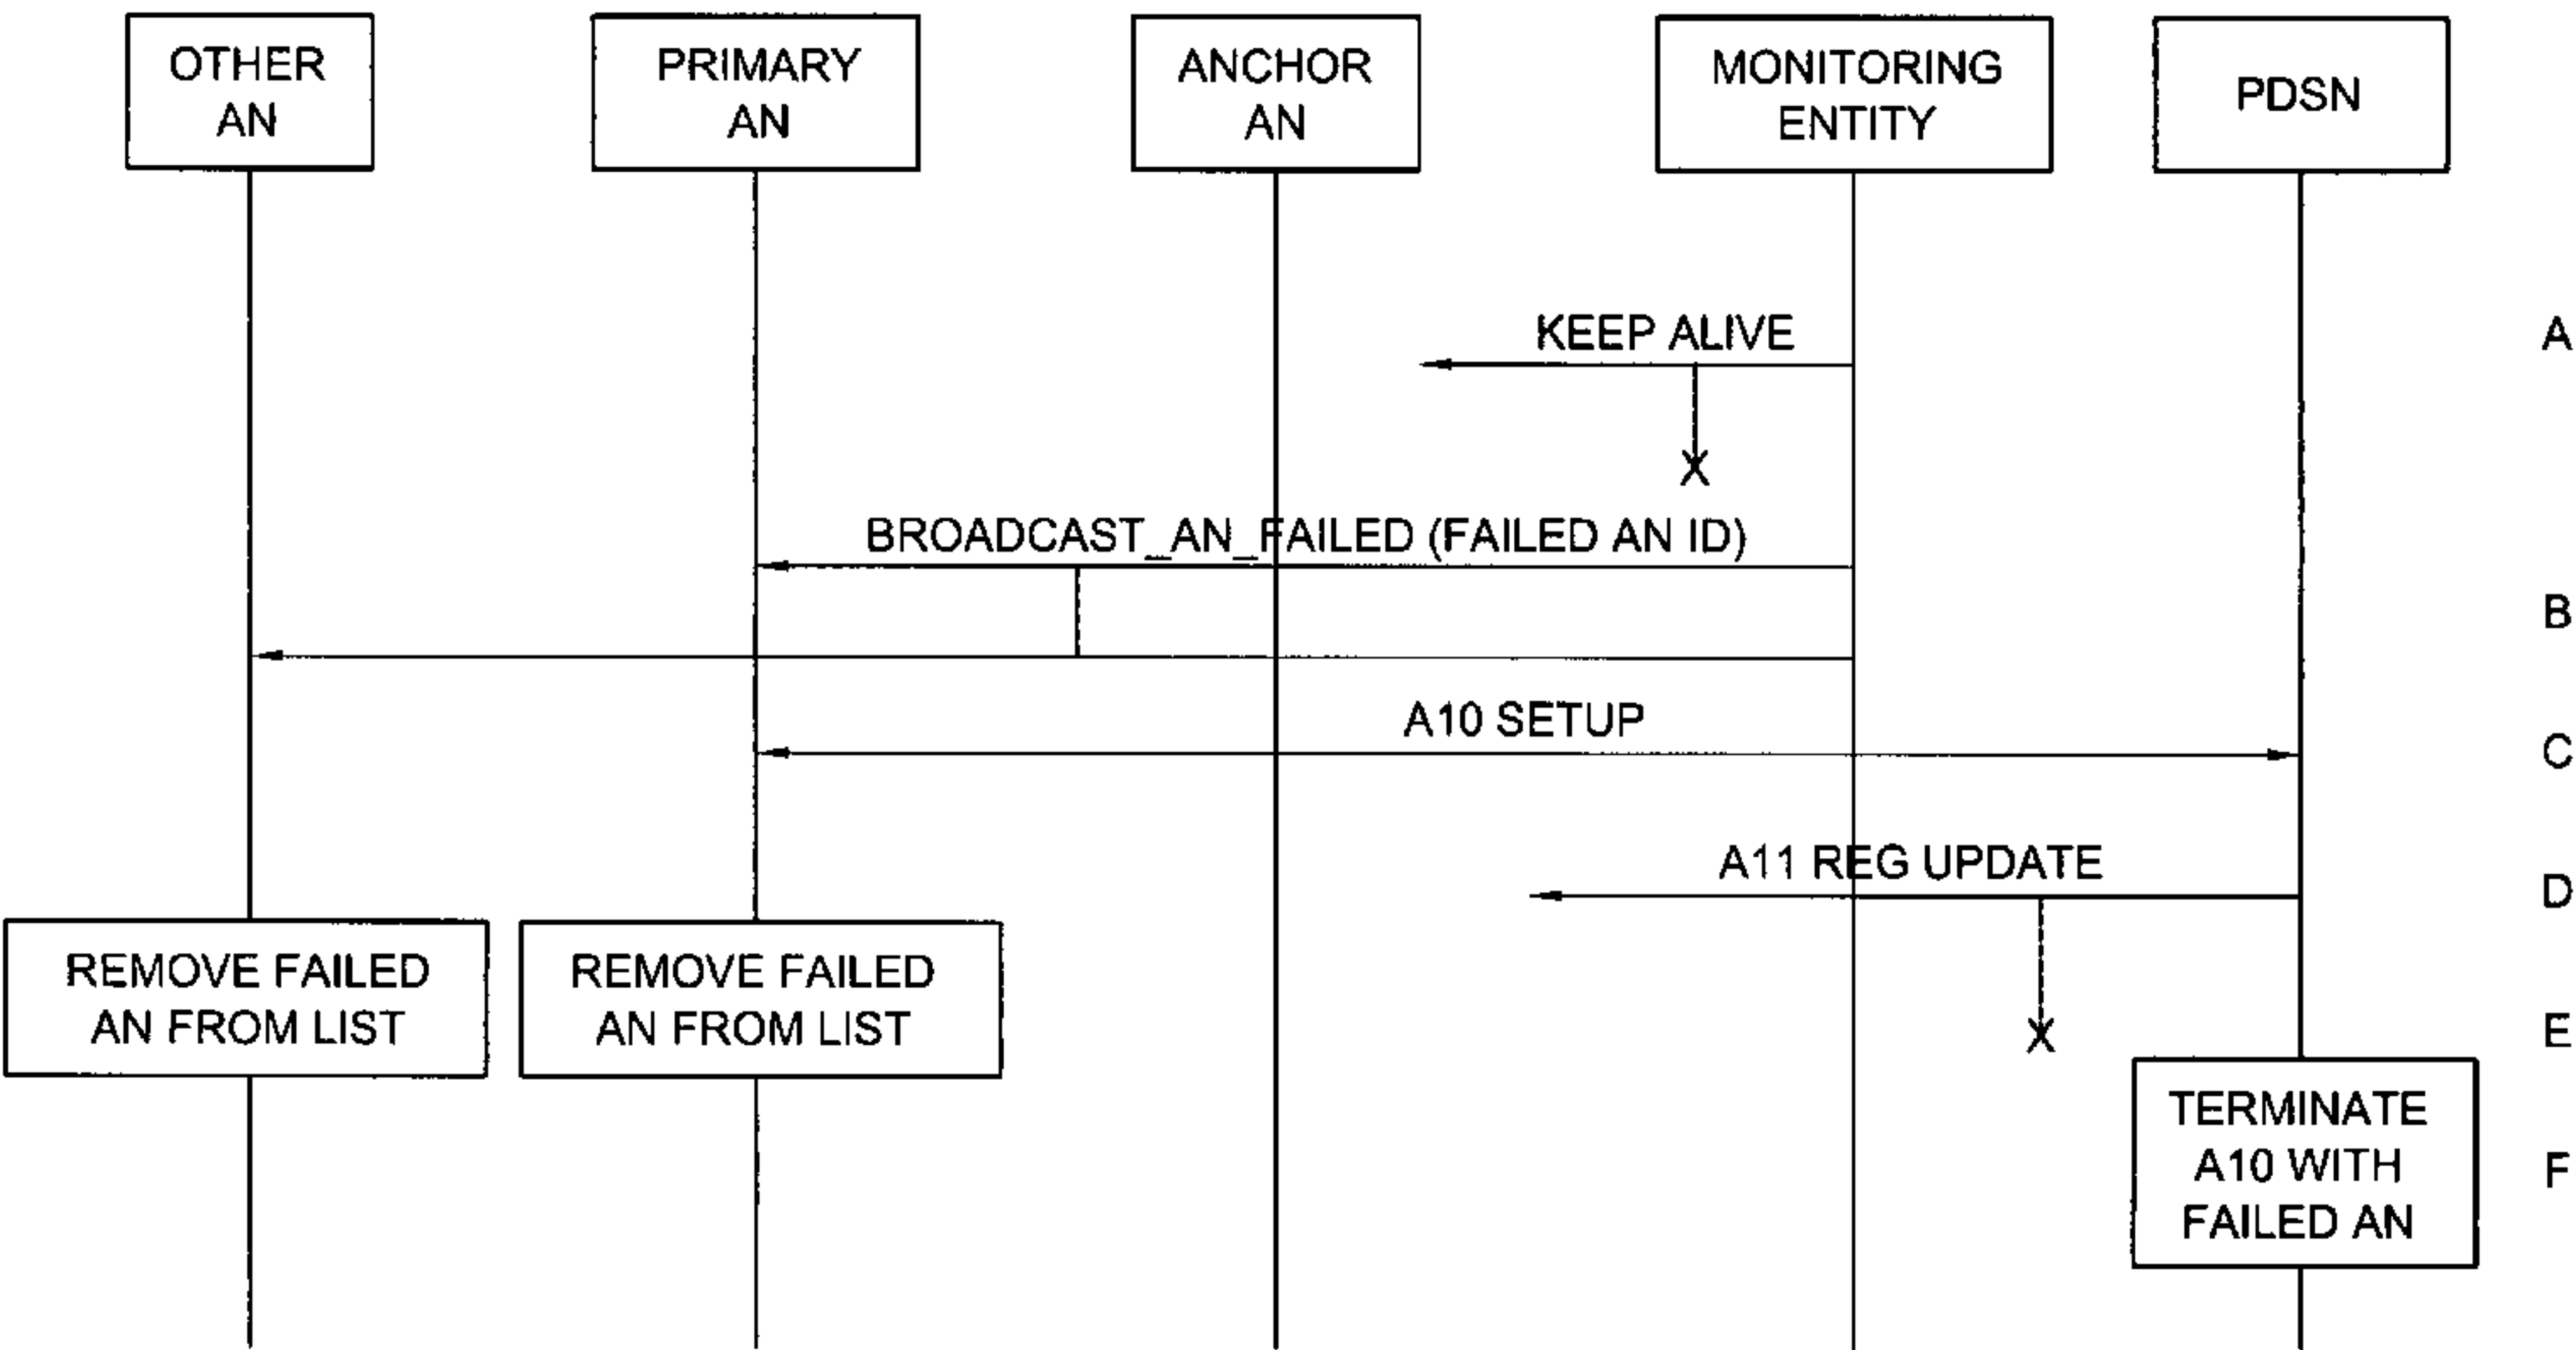 OTHER
AN
PRIMARY
AN
ANCHOR
AN
MONITORING
ENTITY
PDSN
KEEP ALIVE
A
X
BROADCAST_AN_FAILED (FAILED AN ID)
B
A10 SETUP
C
A11 REG UPDATE
D
REMOVE FAILED
AN FROM LIST
REMOVE FAILED
AN FROM LIST
X
E
TERMINATE
A10 WITH
FAILED AN
F